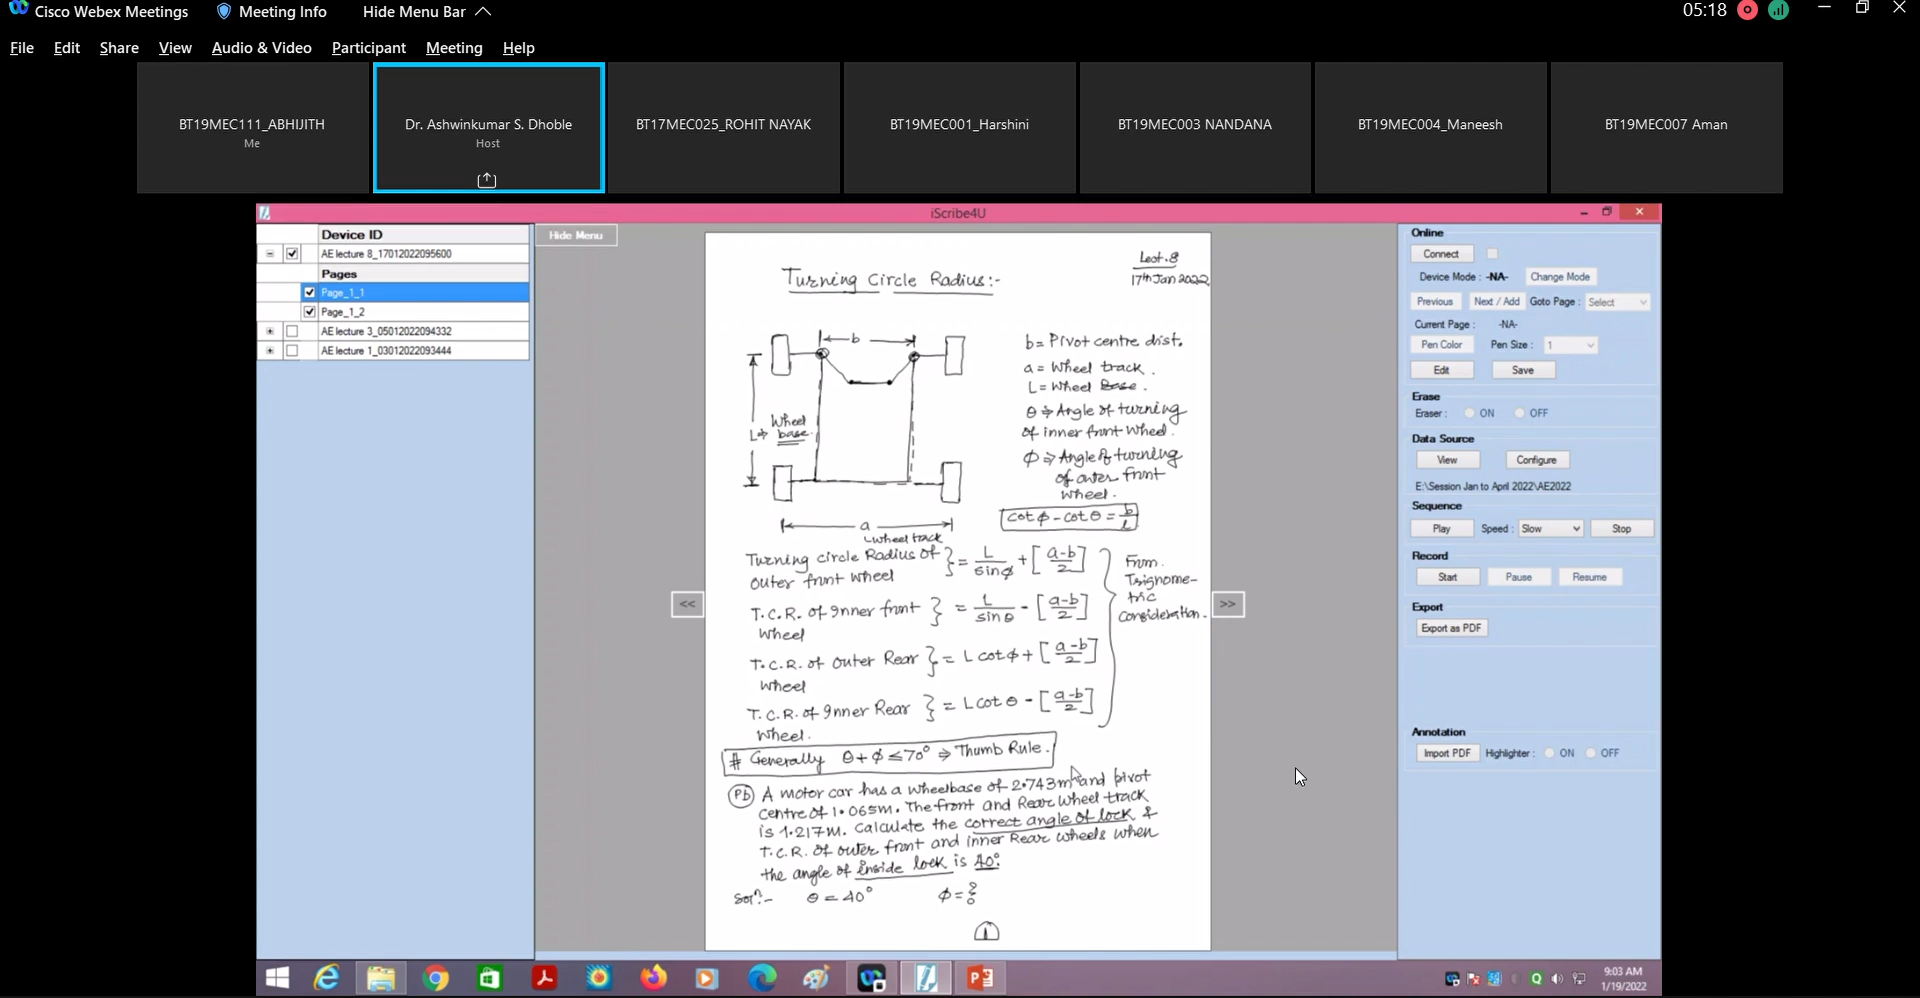 Cisco Webex Meetings
Meeting Info
Hide Menu Bar
05:18
File Edit Share View Audio & Video Participant Meeting Help
BT19MEC111_ABHIJITH
Me
Dr. Ashwinkumar S. Dhoble
Host
BT17MEC025_ROHIT NAYAK
BT19MEC001_Harshini
BT19MEC003 NANDANA
BT19MEC004_Maneesh
BT19MEC007 Aman
iScribe4U
Device ID
AE lecture 8_17012022095600
Pages
Page_1_1
Page_1_2
AE lecture 3_05012022094332
AE lecture 1_03012022093444
Hide Menu
<<
Lect.8
17th Jan 2022
Turning Circle Radius:-
b
L⇒ Wheel base.
a
wheel track
b = Pivot centre dist.
a = Wheel track.
L = Wheel Base.
θ ⇒ Angle of turning
of inner front wheel.
ϕ ⇒ Angle of turning
of outer front
wheel.
cot ϕ - cot θ = b/L
Turning circle Radius of
outer front wheel } = L/sinϕ + [a-b/2]
T.C.R. of Inner front
wheel } = L/sinθ - [a-b/2]
T.C.R. of outer Rear
wheel } = L cot ϕ + [a-b/2]
T.C.R. of Inner Rear
wheel. } = L cot θ - [a-b/2]
From.
Trignome-
tric
consideration.
# Generally θ + ϕ ≤ 70° ⇒ Thumb Rule.
Pb A motor car has a wheelbase of 2.743m and pivot
centre of 1.065m. The front and Rear wheel track
is 1.217m. Calculate the correct angle of lock &
T.C.R. of outer front and inner Rear wheels when
the angle of inside lock is 40°.
Solⁿ:- θ = 40° ϕ = ?
1
>>
Online
Connect
Device Mode : -NA- Change Mode
Previous Next / Add Goto Page : Select
Current Page : -NA-
Pen Color Pen Size : 1
Edit Save
Erase
Eraser : ON OFF
Data Source
View Configure
E:\Session Jan to April 2022\AE2022
Sequence
Play Speed : Slow Stop
Record
Start Pause Resume
Export
Export as PDF
Annotation
Import PDF Highlighter : ON OFF
9:03 AM
1/19/2022